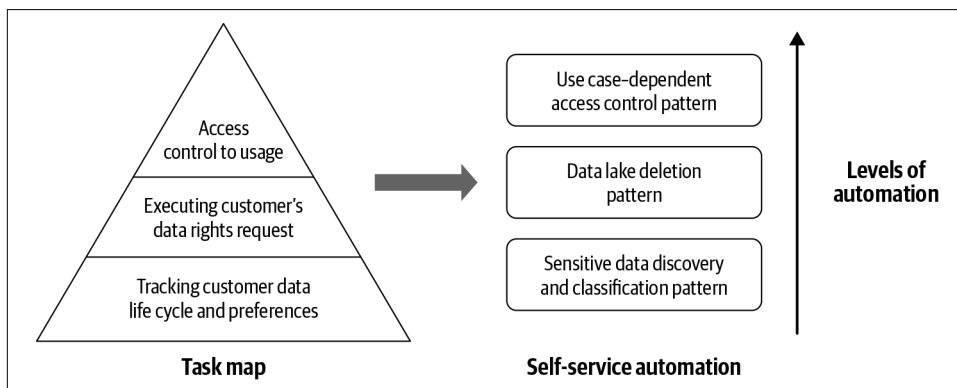 Access
control to usage
Executing customer's
data rights request
Tracking customer data
life cycle and preferences
Task map
Use case–dependent
access control pattern
Data lake deletion
pattern
Sensitive data discovery
and classification pattern
Self-service automation
Levels of
automation